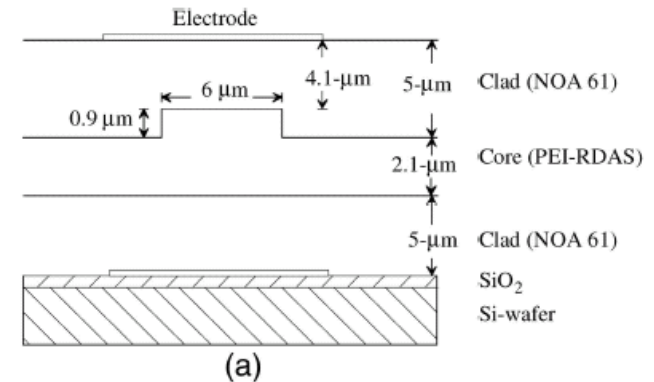 Electrode
6 μm
4.1-μm
5-μm
Clad (NOA 61)
0.9 μm
2.1-μm
Core (PEI-RDAS)
5-μm
Clad (NOA 61)
SiO₂
Si-wafer
(a)